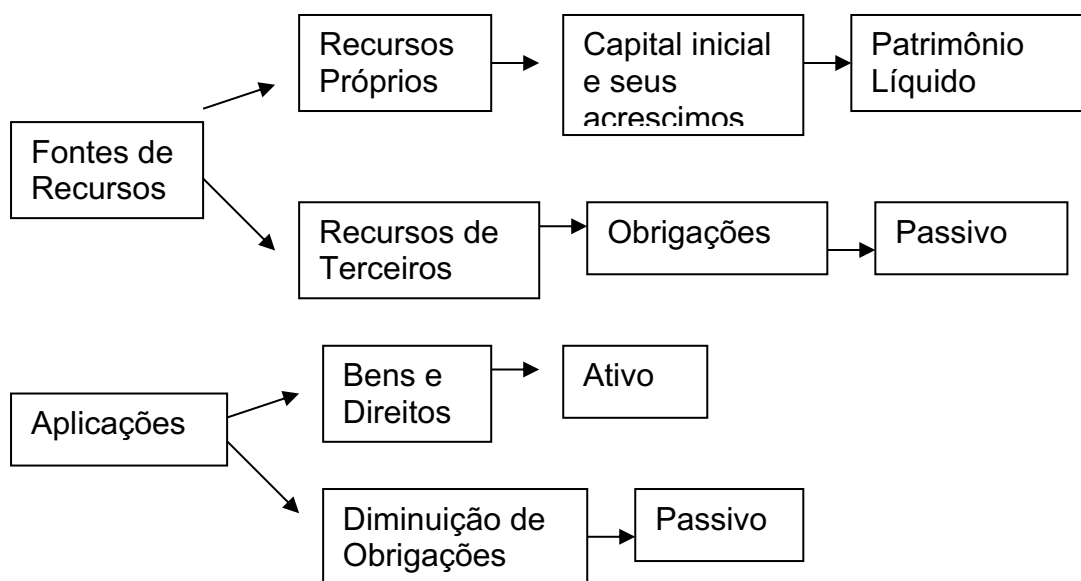 Recursos
Próprios
Capital inicial
e seus
acrescimos
Patrimônio
Líquido
Fontes de
Recursos
Recursos de
Terceiros
Obrigações
Passivo
Bens e
Direitos
Ativo
Aplicações
Diminuição de
Obrigações
Passivo